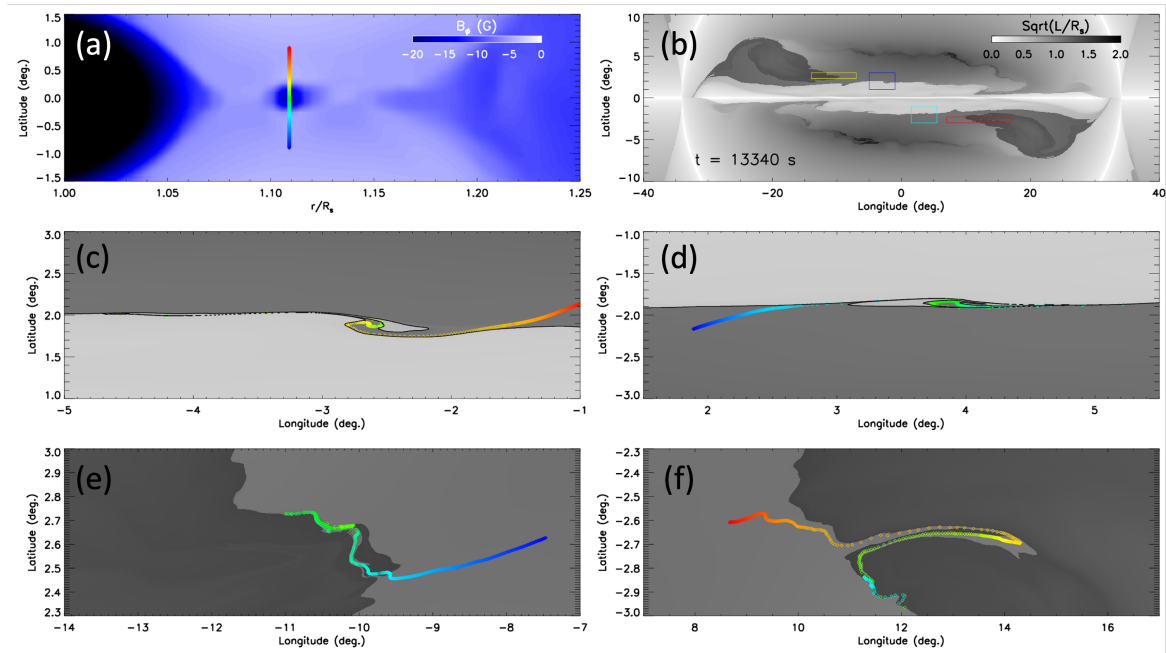 (a)
B_φ (G)
−20 −15 −10 −5 0
1.5
1.0
0.5
0.0
−0.5
−1.0
−1.5
Latitude (deg.)
1.00 1.05 1.10 1.15 1.20 1.25
r/R_s
(b)
Sqrt(L/R_s)
0.0 0.5 1.0 1.5 2.0
10
5
0
−5
−10
Latitude (deg.)
t = 13340 s
−40 −20 0 20 40
Longitude (deg.)
(c)
3.0
2.5
2.0
1.5
1.0
Latitude (deg.)
−5 −4 −3 −2 −1
Longitude (deg.)
(d)
−1.0
−1.5
−2.0
−2.5
−3.0
Latitude (deg.)
2 3 4 5
Longitude (deg.)
(e)
3.0
2.9
2.8
2.7
2.6
2.5
2.4
2.3
Latitude (deg.)
−14 −13 −12 −11 −10 −9 −8 −7
Longitude (deg.)
(f)
−2.3
−2.4
−2.5
−2.6
−2.7
−2.8
−2.9
−3.0
Latitude (deg.)
8 10 12 14 16
Longitude (deg.)